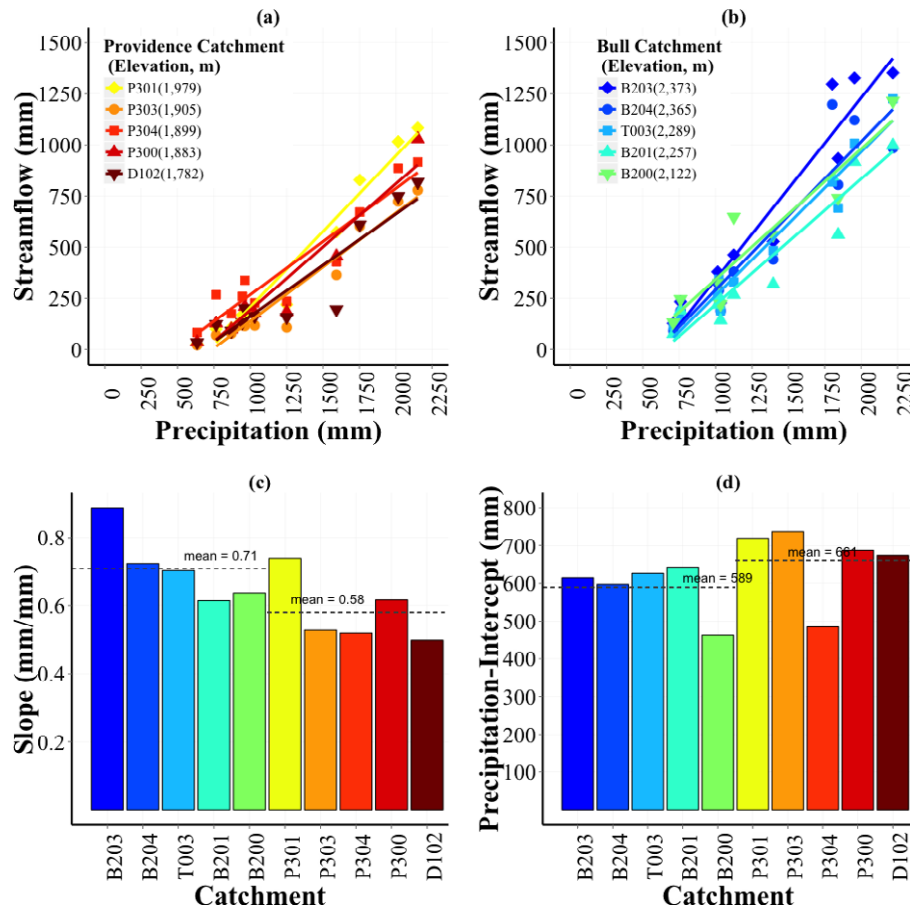 (a)
Streamflow (mm)
1500
1250
1000
750
500
250
0
Providence Catchment
(Elevation, m)
P301(1,979)
P303(1,905)
P304(1,899)
P300(1,883)
D102(1,782)
0
250
500
750
1000
1250
1500
1750
2000
2250
Precipitation (mm)
(b)
Streamflow (mm)
1500
1250
1000
750
500
250
0
Bull Catchment
(Elevation, m)
B203(2,373)
B204(2,365)
T003(2,289)
B201(2,257)
B200(2,122)
0
250
500
750
1000
1250
1500
1750
2000
2250
Precipitation (mm)
(c)
Slope (mm/mm)
0.8
0.6
0.4
0.2
mean = 0.71
mean = 0.58
B203
B204
T003
B201
B200
P301
P303
P304
P300
D102
Catchment
(d)
Precipitation-Intercept (mm)
800
700
600
500
400
300
200
100
mean = 589
mean = 661
B203
B204
T003
B201
B200
P301
P303
P304
P300
D102
Catchment